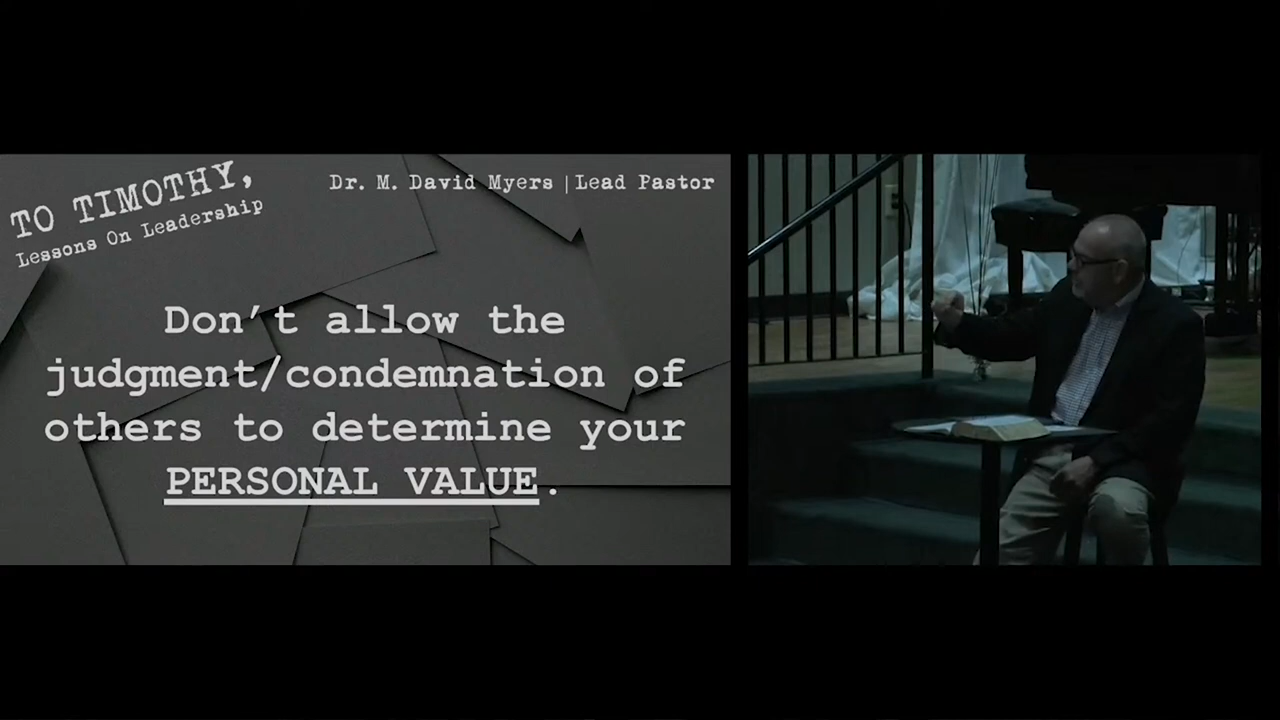 TO TIMOTHY,
Lessons On Leadership
Dr. M. David Myers | Lead Pastor
Don't allow the
judgment/condemnation of
others to determine your
PERSONAL VALUE.